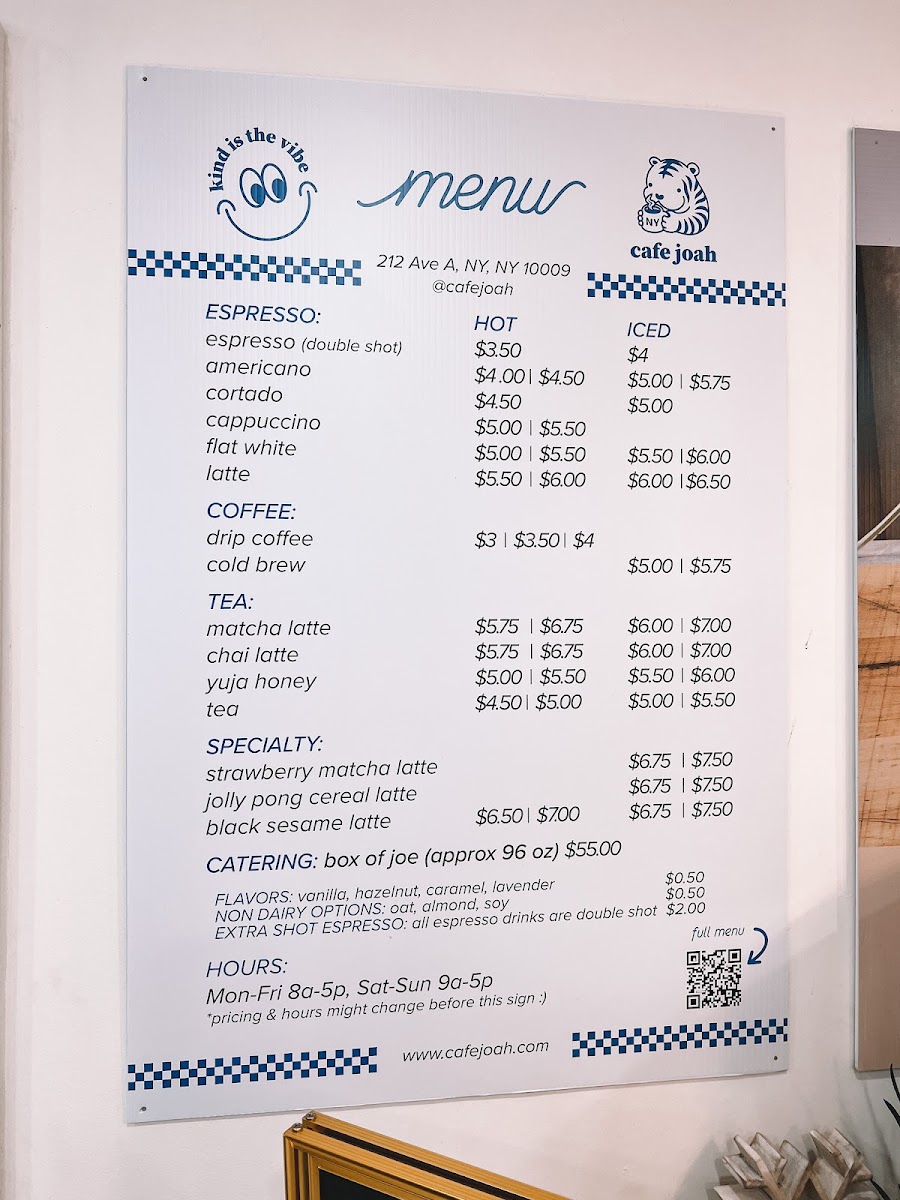 kind is the vibe
menu
NY
cafe joah
212 Ave A, NY, NY 10009
@cafejoah
ESPRESSO: HOT ICED
espresso (double shot) $3.50 $4
americano $4.00 | $4.50 $5.00 | $5.75
cortado $4.50 $5.00
cappuccino $5.00 | $5.50
flat white $5.00 | $5.50 $5.50 | $6.00
latte $5.50 | $6.00 $6.00 | $6.50
COFFEE:
drip coffee $3 | $3.50 | $4
cold brew $5.00 | $5.75
TEA:
matcha latte $5.75 | $6.75 $6.00 | $7.00
chai latte $5.75 | $6.75 $6.00 | $7.00
yuja honey $5.00 | $5.50 $5.50 | $6.00
tea $4.50 | $5.00 $5.00 | $5.50
SPECIALTY:
strawberry matcha latte $6.75 | $7.50
jolly pong cereal latte $6.75 | $7.50
black sesame latte $6.50 | $7.00 $6.75 | $7.50
CATERING: box of joe (approx 96 oz) $55.00
FLAVORS: vanilla, hazelnut, caramel, lavender $0.50
NON DAIRY OPTIONS: oat, almond, soy $0.50
EXTRA SHOT ESPRESSO: all espresso drinks are double shot $2.00
full menu
HOURS:
Mon-Fri 8a-5p, Sat-Sun 9a-5p
*pricing & hours might change before this sign :)
www.cafejoah.com